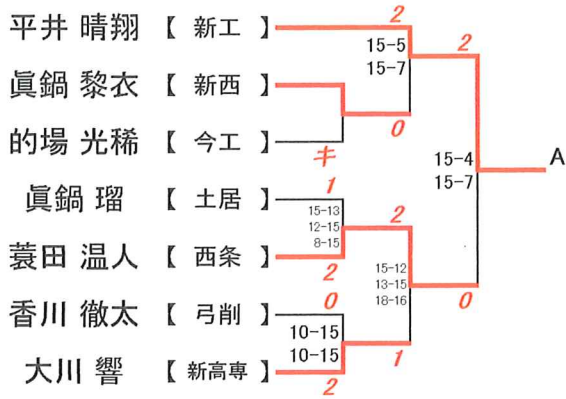 平井 晴翔 【 新工 】
2
15-5
15-7
2
眞鍋 黎衣 【 新西 】
0
的場 光稀 【 今工 】
キ
15-4
15-7
A
眞鍋 瑠 【 土居 】
1
15-13
12-15
8-15
2
蓑田 温人 【 西条 】
2
15-12
13-15
18-16
0
香川 徹太 【 弓削 】
0
10-15
10-15
1
大川 響 【 新高専 】
2